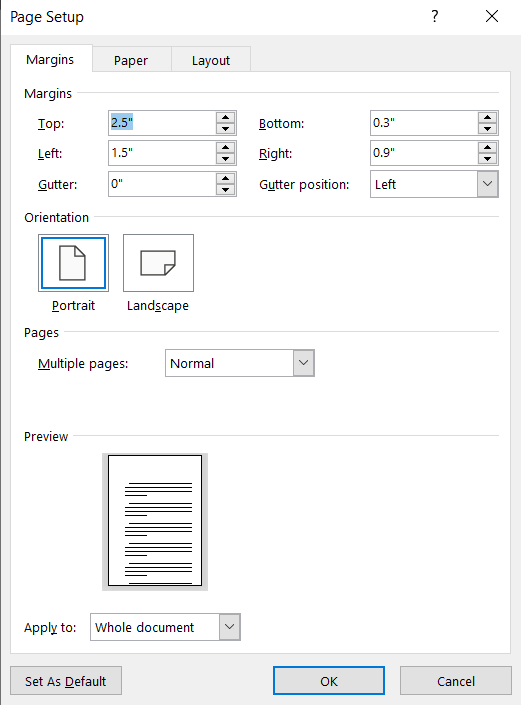 Page Setup ?
Margins Paper Layout
Margins
Top: 2.5" Bottom: 0.3"
Left: 1.5" Right: 0.9"
Gutter: 0" Gutter position: Left
Orientation
Portrait Landscape
Pages
Multiple pages: Normal
Preview
Apply to: Whole document
Set As Default OK Cancel